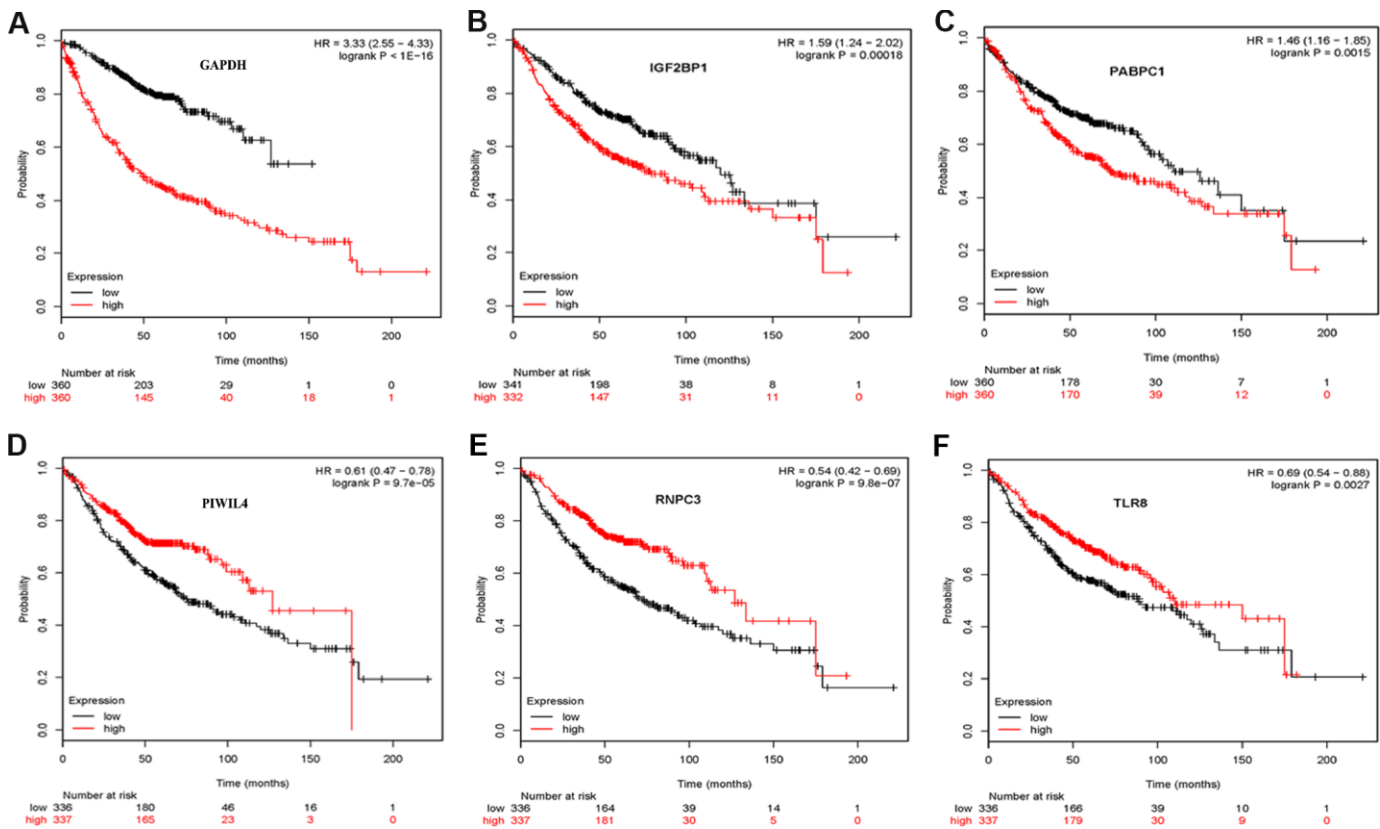 A
HR = 3.33 (2.55 − 4.33)
logrank P < 1E−16
GAPDH
Probability
1.0
0.8
0.6
0.4
0.2
0.0
Expression
low
high
0 50 100 150 200
Time (months)
Number at risk
low 360 203 29 1 0
high 360 145 40 18 1
B
HR = 1.59 (1.24 − 2.02)
logrank P = 0.00018
IGF2BP1
Probability
1.0
0.8
0.6
0.4
0.2
0.0
Expression
low
high
0 50 100 150 200
Time (months)
Number at risk
low 341 198 38 8 1
high 332 147 31 11 0
C
HR = 1.46 (1.16 − 1.85)
logrank P = 0.0015
PABPC1
Probability
1.0
0.8
0.6
0.4
0.2
0.0
Expression
low
high
0 50 100 150 200
Time (months)
Number at risk
low 360 178 30 7 1
high 360 170 39 12 0
D
HR = 0.61 (0.47 − 0.78)
logrank P = 9.7e−05
PIWIL4
Probability
1.0
0.8
0.6
0.4
0.2
0.0
Expression
low
high
0 50 100 150 200
Time (months)
Number at risk
low 336 180 46 16 1
high 337 165 23 3 0
E
HR = 0.54 (0.42 − 0.69)
logrank P = 9.8e−07
RNPC3
Probability
1.0
0.8
0.6
0.4
0.2
0.0
Expression
low
high
0 50 100 150 200
Time (months)
Number at risk
low 336 164 39 14 1
high 337 181 30 5 0
F
HR = 0.69 (0.54 − 0.88)
logrank P = 0.0027
TLR8
Probability
1.0
0.8
0.6
0.4
0.2
0.0
Expression
low
high
0 50 100 150 200
Time (months)
Number at risk
low 336 166 39 10 1
high 337 179 30 9 0